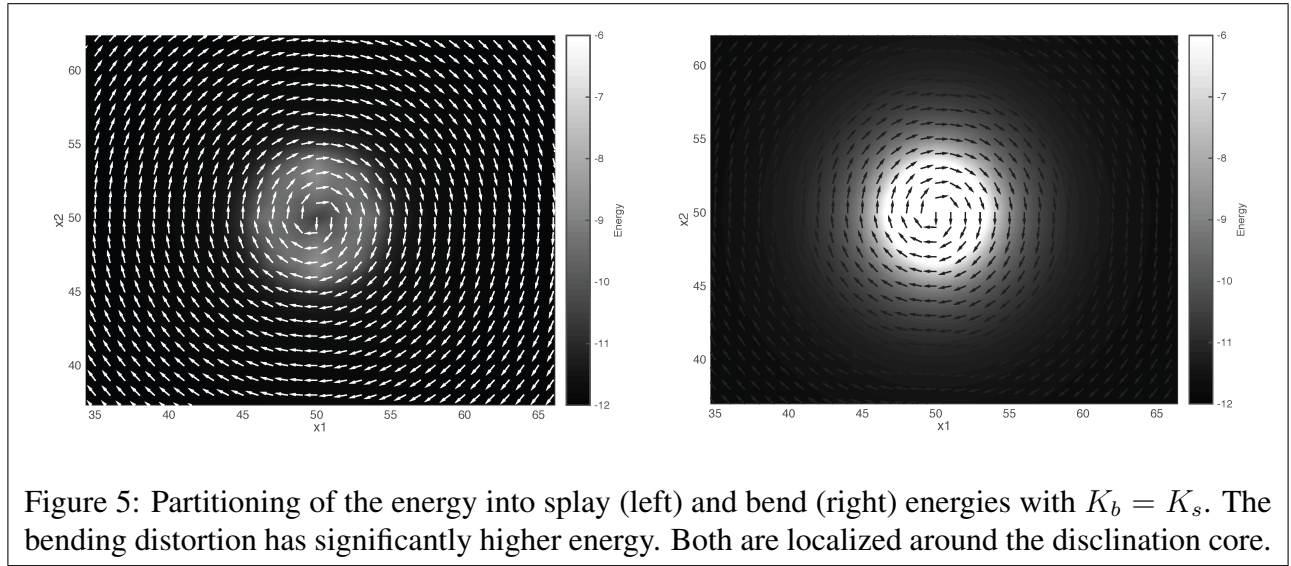 60
55
50
45
40
x2
35 40 45 50 55 60 65
x1
-6
-7
-8
-9
-10
-11
-12
Energy
60
55
50
45
40
x2
35 40 45 50 55 60 65
x1
-6
-7
-8
-9
-10
-11
-12
Energy
Figure 5: Partitioning of the energy into splay (left) and bend (right) energies with K_b = K_s. The
bending distortion has significantly higher energy. Both are localized around the disclination core.